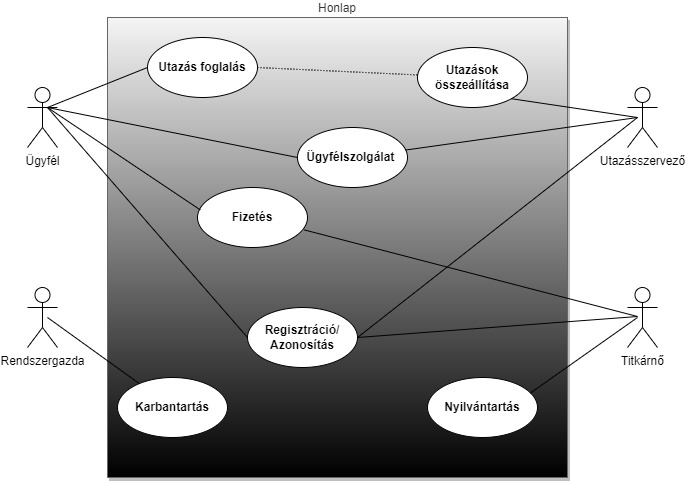 Honlap
Utazás foglalás
Utazások
összeállítása
Ügyfél
Ügyfélszolgálat
Utazásszervező
Fizetés
Regisztráció/
Azonosítás
Rendszergazda
Titkárnő
Karbantartás
Nyilvántartás